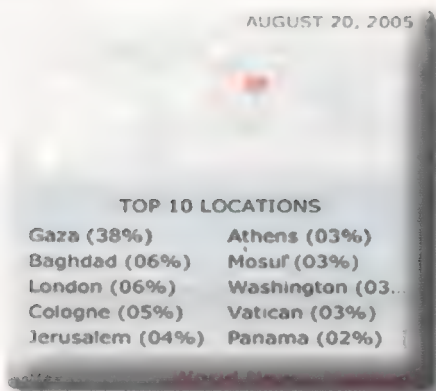 AUGUST 20, 2005
TOP 10 LOCATIONS
Gaza (38%) Athens (03%)
Baghdad (06%) Mosul (03%)
London (06%) Washington (03...
Cologne (05%) Vatican (03%)
Jerusalem (04%) Panama (02%)